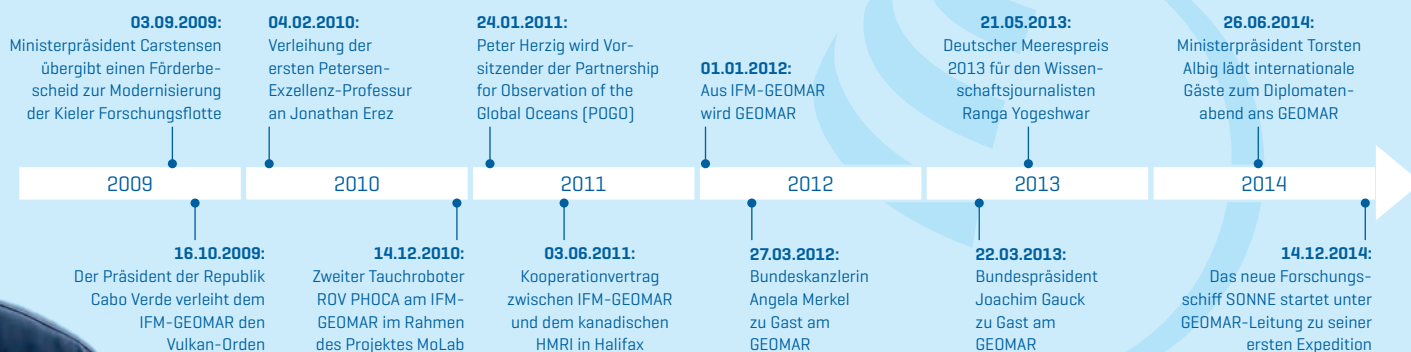 03.09.2009:
Ministerpräsident Carstensen
übergibt einen Förderbe-
scheid zur Modernisierung
der Kieler Forschungsflotte
04.02.2010:
Verleihung der
ersten Petersen-
Exzellenz-Professur
an Jonathan Erez
24.01.2011:
Peter Herzig wird Vor-
sitzender der Partnership
for Observation of the
Global Oceans (POGO)
01.01.2012:
Aus IFM-GEOMAR
wird GEOMAR
21.05.2013:
Deutscher Meerespreis
2013 für den Wissen-
schaftsjournalisten
Ranga Yogeshwar
26.06.2014:
Ministerpräsident Torsten
Albig lädt internationale
Gäste zum Diplomaten-
abend ans GEOMAR
2009
2010
2011
2012
2013
2014
16.10.2009:
Der Präsident der Republik
Cabo Verde verleiht dem
IFM-GEOMAR den
Vulkan-Orden
14.12.2010:
Zweiter Tauchroboter
ROV PHOCA am IFM-
GEOMAR im Rahmen
des Projektes MoLab
03.06.2011:
Kooperationvertrag
zwischen IFM-GEOMAR
und dem kanadischen
HMRI in Halifax
27.03.2012:
Bundeskanzlerin
Angela Merkel
zu Gast am
GEOMAR
22.03.2013:
Bundespräsident
Joachim Gauck
zu Gast am
GEOMAR
14.12.2014:
Das neue Forschungs-
schiff SONNE startet unter
GEOMAR-Leitung zu seiner
ersten Expedition